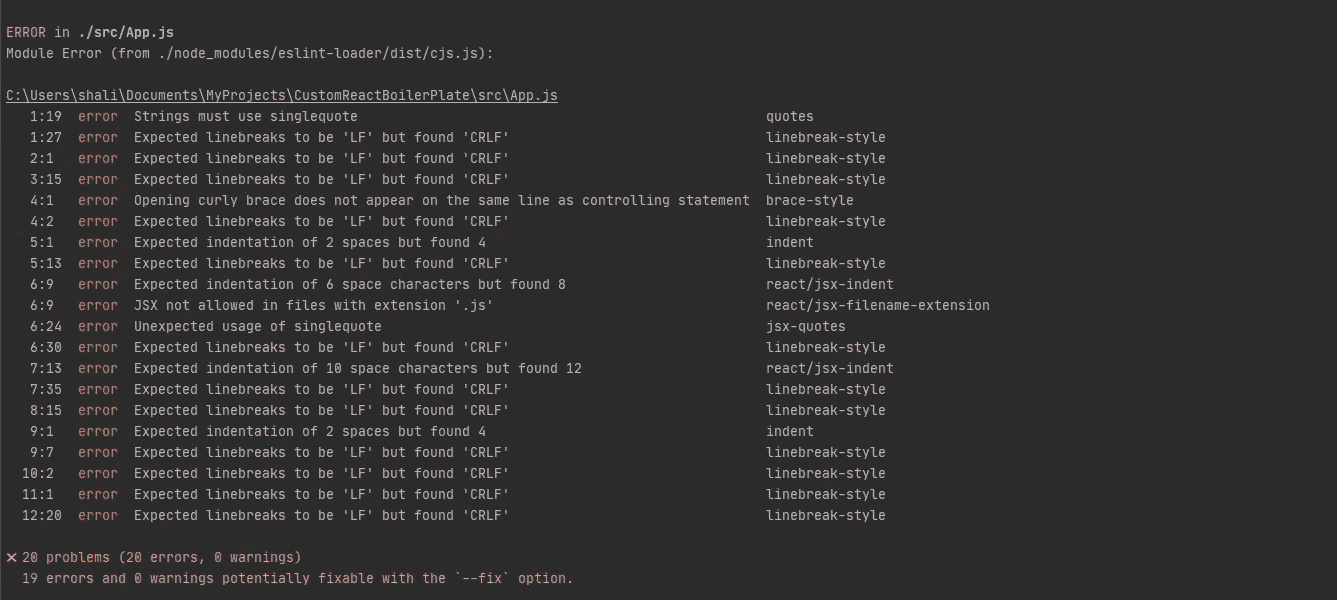 ERROR in ./src/App.js
Module Error (from ./node_modules/eslint-loader/dist/cjs.js):
C:\Users\shali\Documents\MyProjects\CustomReactBoilerPlate\src\App.js
1:19 error Strings must use singlequote quotes
1:27 error Expected linebreaks to be 'LF' but found 'CRLF' linebreak-style
2:1 error Expected linebreaks to be 'LF' but found 'CRLF' linebreak-style
3:15 error Expected linebreaks to be 'LF' but found 'CRLF' linebreak-style
4:1 error Opening curly brace does not appear on the same line as controlling statement brace-style
4:2 error Expected linebreaks to be 'LF' but found 'CRLF' linebreak-style
5:1 error Expected indentation of 2 spaces but found 4 indent
5:13 error Expected linebreaks to be 'LF' but found 'CRLF' linebreak-style
6:9 error Expected indentation of 6 space characters but found 8 react/jsx-indent
6:9 error JSX not allowed in files with extension '.js' react/jsx-filename-extension
6:24 error Unexpected usage of singlequote jsx-quotes
6:30 error Expected linebreaks to be 'LF' but found 'CRLF' linebreak-style
7:13 error Expected indentation of 10 space characters but found 12 react/jsx-indent
7:35 error Expected linebreaks to be 'LF' but found 'CRLF' linebreak-style
8:15 error Expected linebreaks to be 'LF' but found 'CRLF' linebreak-style
9:1 error Expected indentation of 2 spaces but found 4 indent
9:7 error Expected linebreaks to be 'LF' but found 'CRLF' linebreak-style
10:2 error Expected linebreaks to be 'LF' but found 'CRLF' linebreak-style
11:1 error Expected linebreaks to be 'LF' but found 'CRLF' linebreak-style
12:20 error Expected linebreaks to be 'LF' but found 'CRLF' linebreak-style
✕ 20 problems (20 errors, 0 warnings)
19 errors and 0 warnings potentially fixable with the `--fix` option.